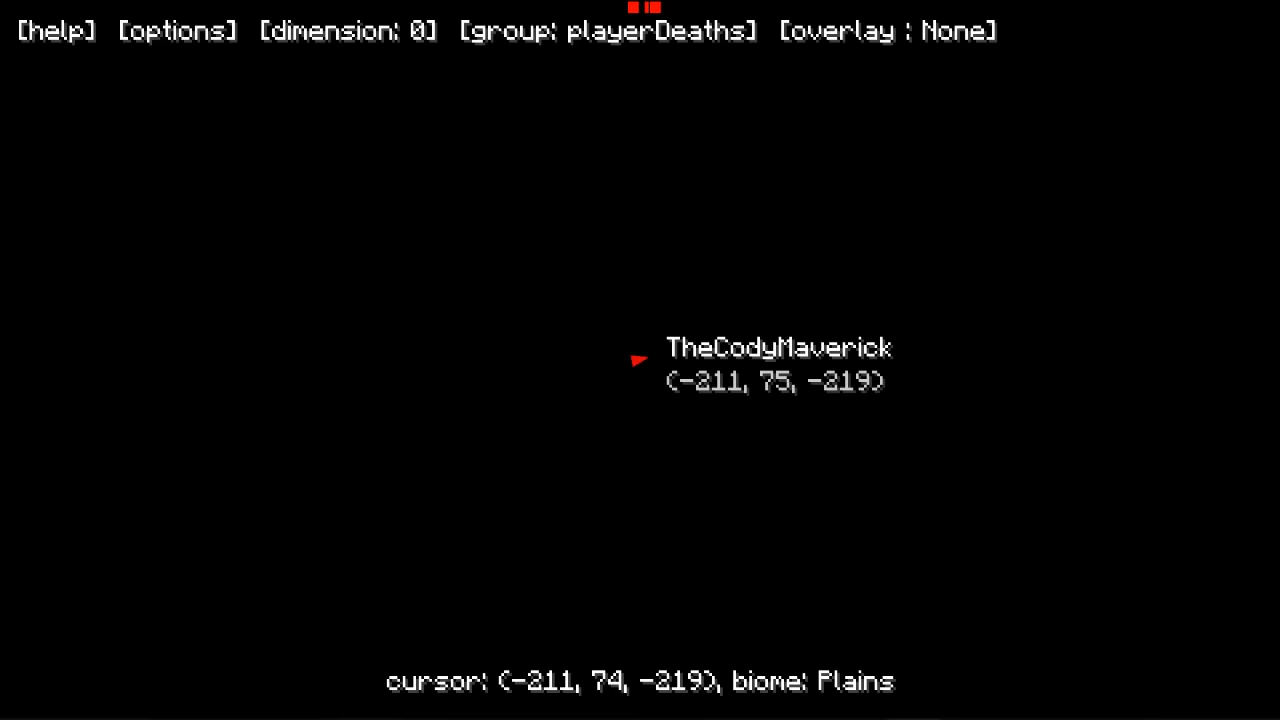 [help] [options] [dimension: 0] [group: playerDeaths] [overlay : None]
TheCodyMaverick
(-211, 75, -219)
cursor: (-211, 74, -219), biome: Plains